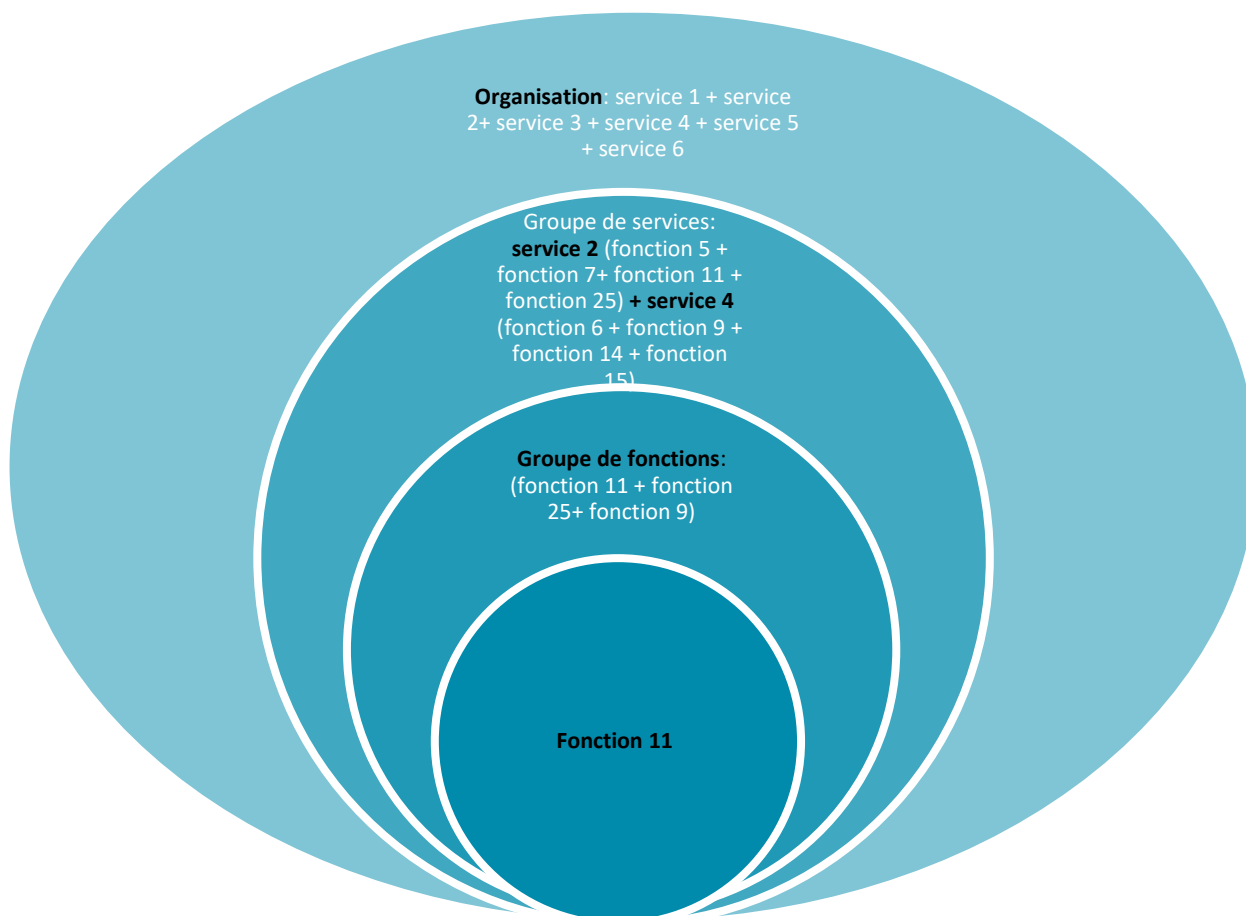 Organisation: service 1 + service
2+ service 3 + service 4 + service 5
+ service 6
Groupe de services:
service 2 (fonction 5 +
fonction 7+ fonction 11 +
fonction 25) + service 4
(fonction 6 + fonction 9 +
fonction 14 + fonction
15)
Groupe de fonctions:
(fonction 11 + fonction
25+ fonction 9)
Fonction 11